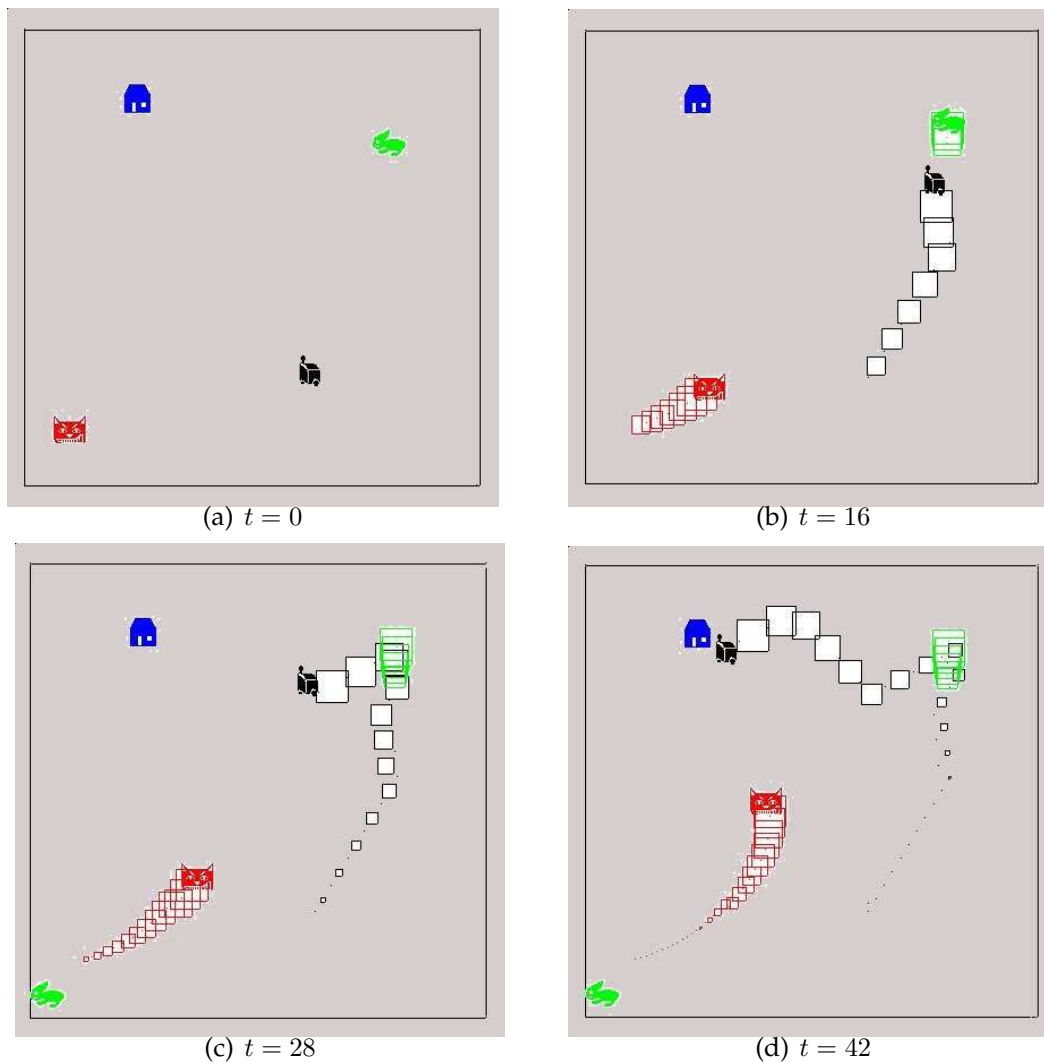 (a) t = 0
(b) t = 16
(c) t = 28
(d) t = 42